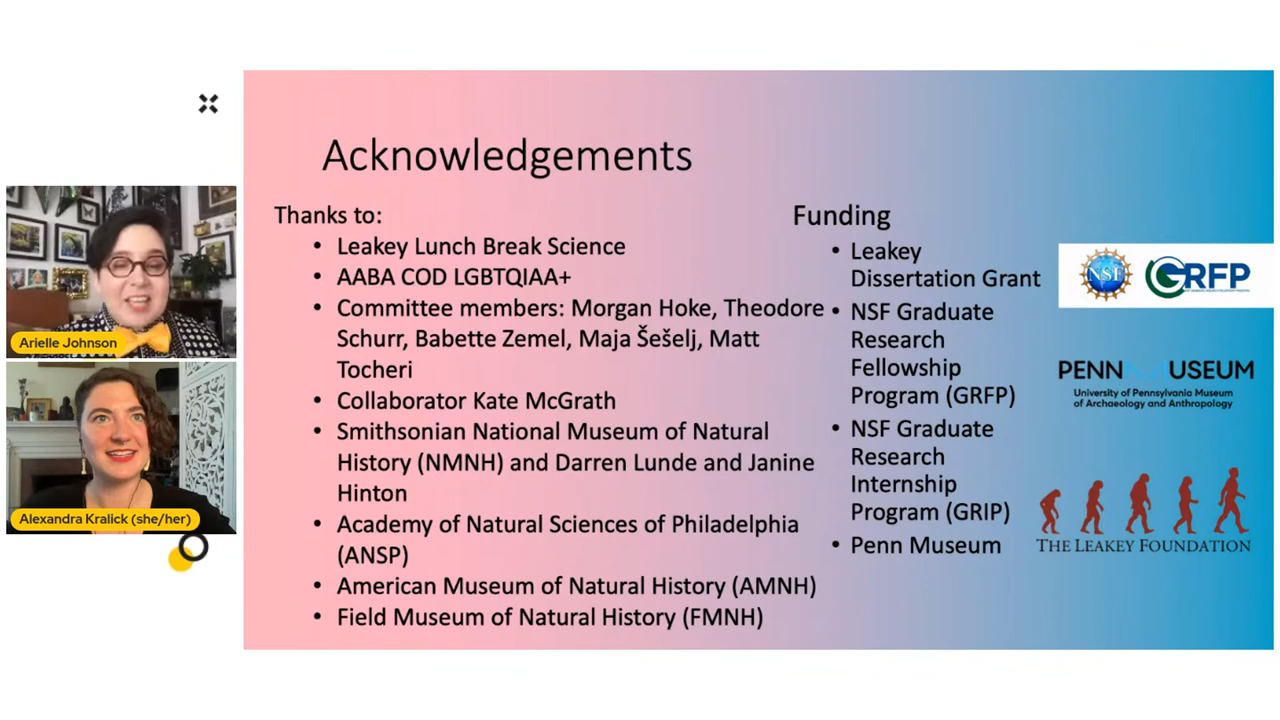 Acknowledgements
Thanks to:
• Leakey Lunch Break Science
• AABA COD LGBTQIAA+
• Committee members: Morgan Hoke, Theodore
Schurr, Babette Zemel, Maja Šešelj, Matt
Tocheri
• Collaborator Kate McGrath
• Smithsonian National Museum of Natural
History (NMNH) and Darren Lunde and Janine
Hinton
• Academy of Natural Sciences of Philadelphia
(ANSP)
• American Museum of Natural History (AMNH)
• Field Museum of Natural History (FMNH)
Funding
• Leakey
Dissertation Grant
• NSF Graduate
Research
Fellowship
Program (GRFP)
• NSF Graduate
Research
Internship
Program (GRIP)
• Penn Museum
NSF GRFP
PENN MUSEUM
University of Pennsylvania Museum
of Archaeology and Anthropology
THE LEAKEY FOUNDATION
Arielle Johnson
Alexandra Kralick (she/her)